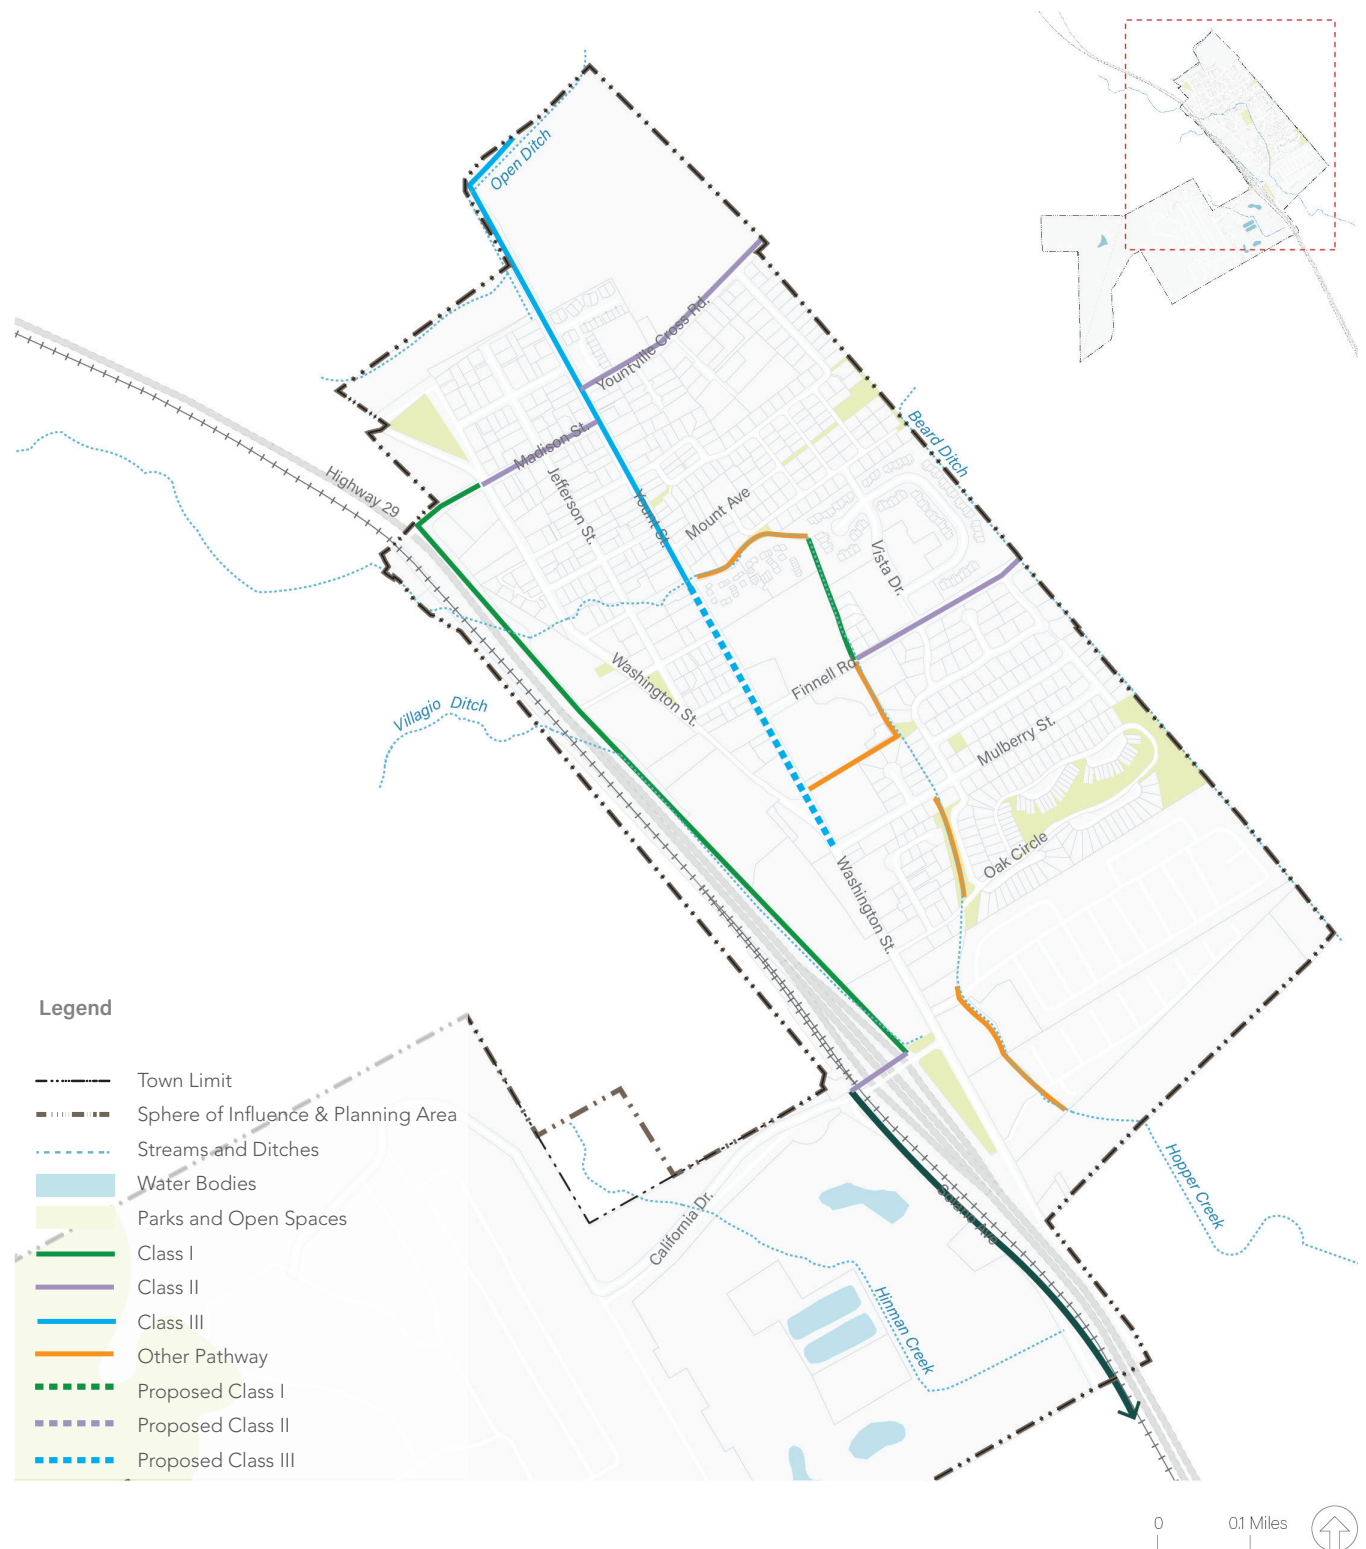 Open Ditch
Yountville Cross Rd.
Madison St.
Jefferson St.
Yount St.
Mount Ave
Beard Ditch
Highway 29
Vista Dr.
Washington St.
Finnell Rd.
Villagio Ditch
Mulberry St.
Oak Circle
Washington St.
Solano Ave
California Dr.
Hopper Creek
Hinman Creek
Legend
Town Limit
Sphere of Influence & Planning Area
Streams and Ditches
Water Bodies
Parks and Open Spaces
Class I
Class II
Class III
Other Pathway
Proposed Class I
Proposed Class II
Proposed Class III
0 0.1 Miles